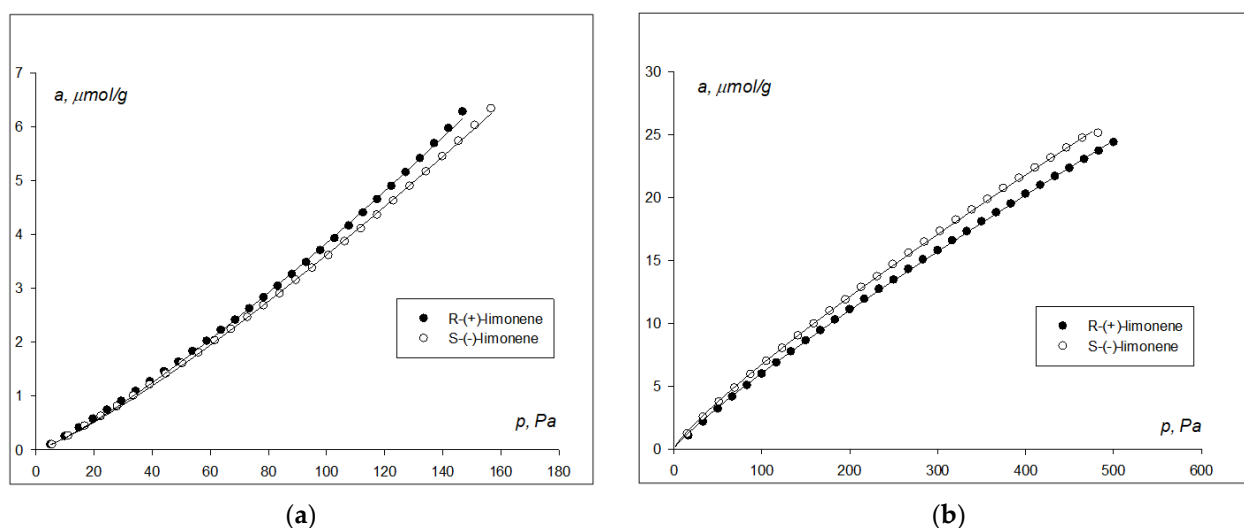 a, μmol/g
7
6
5
4
3
2
1
0
R-(+)-limonene
S-(-)-limonene
p, Pa
0 20 40 60 80 100 120 140 160 180
(a)
a, μmol/g
30
25
20
15
10
5
0
R-(+)-limonene
S-(-)-limonene
p, Pa
0 100 200 300 400 500 600
(b)